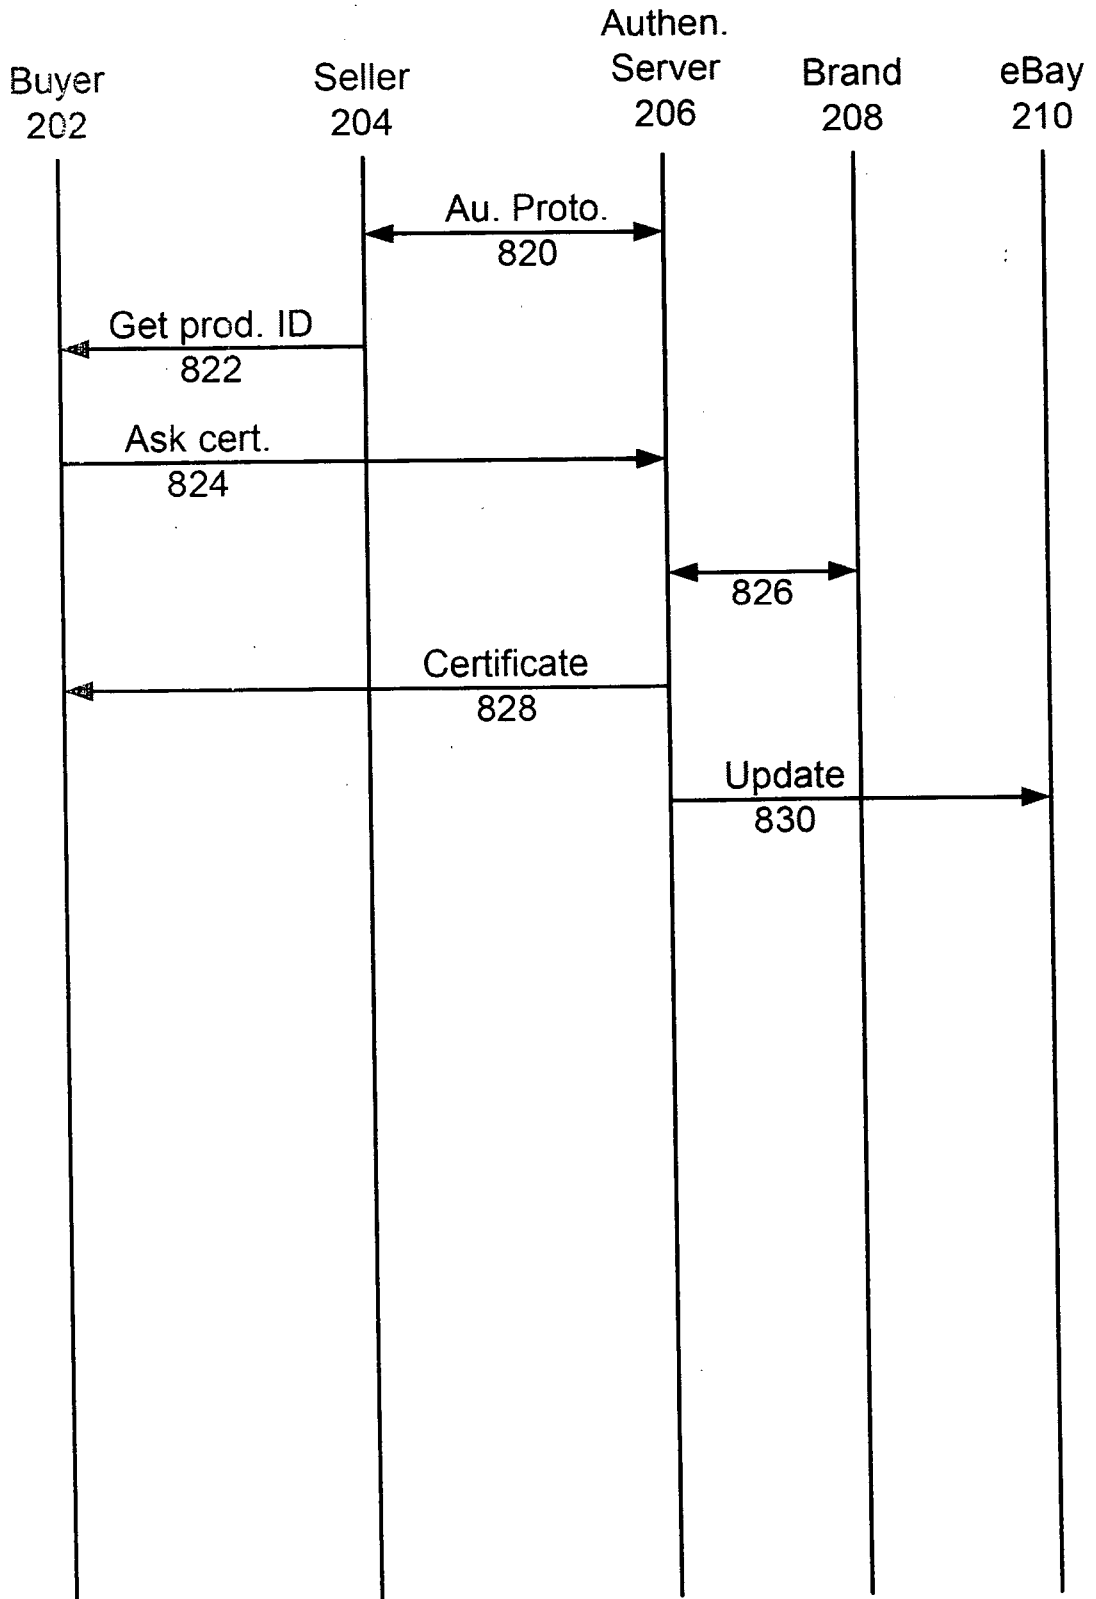 Buyer
202
Seller
204
Authen.
Server
206
Brand
208
eBay
210
Au. Proto.
820
Get prod. ID
822
Ask cert.
824
826
Certificate
828
Update
830